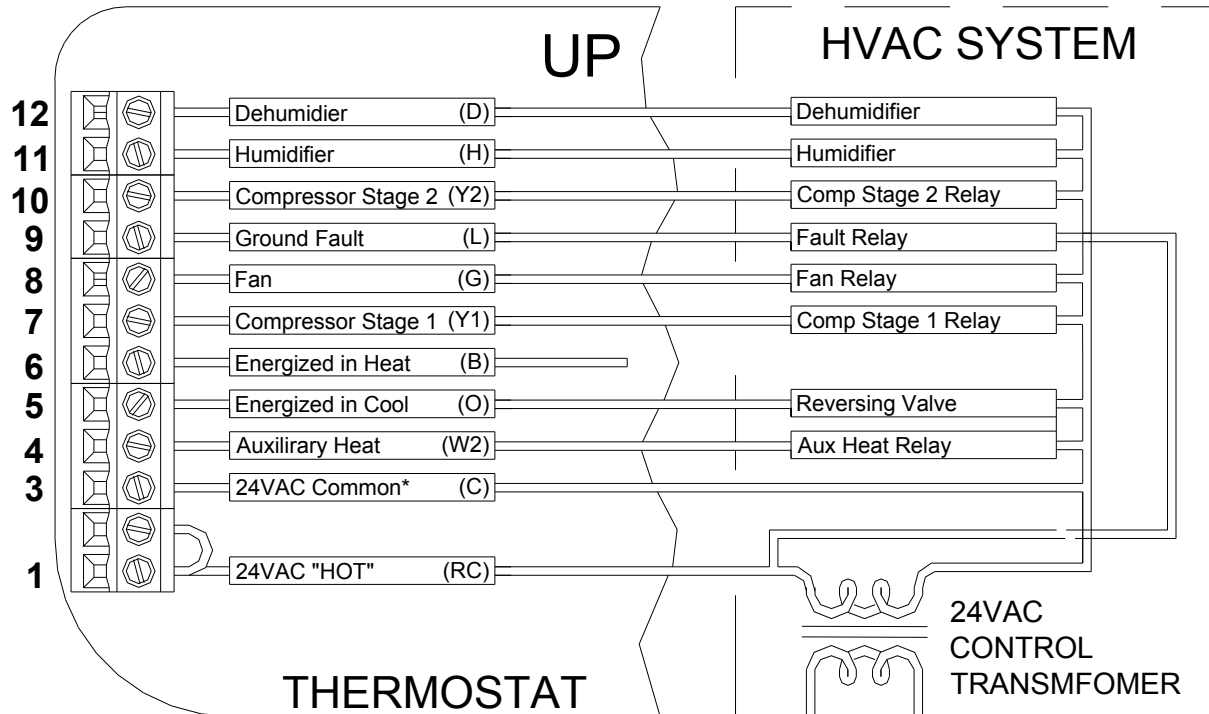 UP
HVAC SYSTEM
12 Dehumidier (D) Dehumidifier
11 Humidifier (H) Humidifier
10 Compressor Stage 2 (Y2) Comp Stage 2 Relay
9 Ground Fault (L) Fault Relay
8 Fan (G) Fan Relay
7 Compressor Stage 1 (Y1) Comp Stage 1 Relay
6 Energized in Heat (B)
5 Energized in Cool (O) Reversing Valve
4 Auxilirary Heat (W2) Aux Heat Relay
3 24VAC Common* (C)
1 24VAC "HOT" (RC)
24VAC
CONTROL
TRANSMFOMER
THERMOSTAT